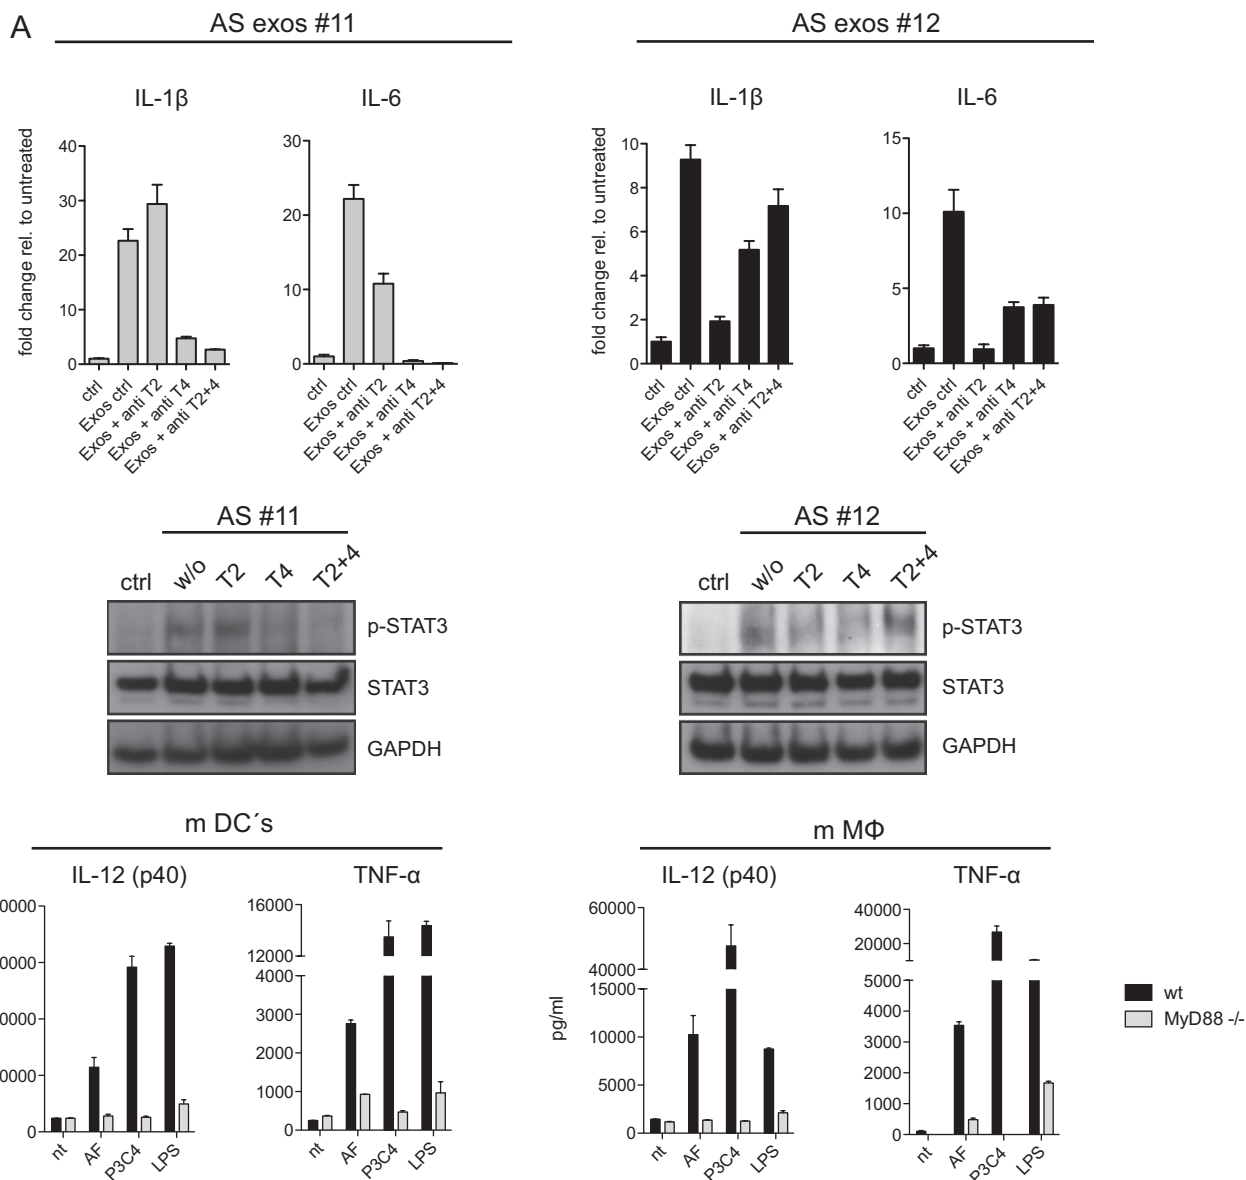 A
AS exos #11
AS exos #12
IL-1β
IL-6
IL-1β
IL-6
fold change rel. to untreated
40
30
20
10
0
30
20
10
0
fold change rel. to untreated
10
8
6
4
2
0
15
10
5
0
ctrl
Exos ctrl
Exos + anti T2
Exos + anti T4
Exos + anti T2+4
ctrl
Exos ctrl
Exos + anti T2
Exos + anti T4
Exos + anti T2+4
ctrl
Exos ctrl
Exos + anti T2
Exos + anti T4
Exos + anti T2+4
ctrl
Exos ctrl
Exos + anti T2
Exos + anti T4
Exos + anti T2+4
AS #11
ctrl w/o T2 T4 T2+4
p-STAT3
STAT3
GAPDH
AS #12
ctrl w/o T2 T4 T2+4
p-STAT3
STAT3
GAPDH
m DC´s
IL-12 (p40)
TNF-α
0000
0000
0000
0000
0
nt AF P3C4 LPS
16000
12000
4000
3000
2000
1000
0
nt AF P3C4 LPS
m MΦ
IL-12 (p40)
TNF-α
pg/ml
60000
40000
15000
10000
5000
0
nt AF P3C4 LPS
40000
20000
5000
4000
3000
2000
1000
0
nt AF P3C4 LPS
wt
MyD88 -/-